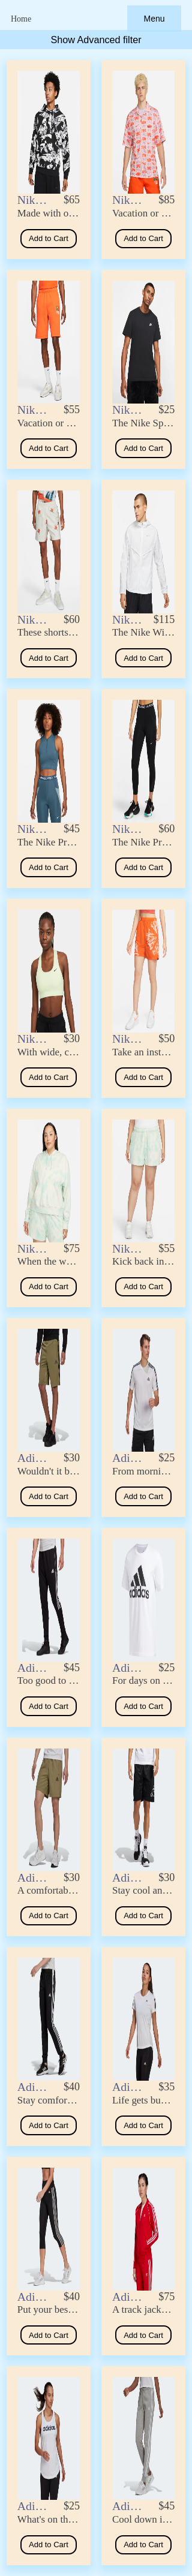 Home Menu
Show Advanced filter
Nik... $65 Nik... $85
Made with o... Vacation or ...
Add to Cart Add to Cart
Nik... $55 Nik... $25
Vacation or ... The Nike Sp...
Add to Cart Add to Cart
Nik... $60 Nik... $115
These shorts... The Nike Wi...
Add to Cart Add to Cart
Nik... $45 Nik... $60
The Nike Pr... The Nike Pr...
Add to Cart Add to Cart
Nik... $30 Nik... $50
With wide, c... Take an inst...
Add to Cart Add to Cart
Nik... $75 Nik... $55
When the w... Kick back in...
Add to Cart Add to Cart
Adi... $30 Adi... $25
Wouldn't it b... From morni...
Add to Cart Add to Cart
adidas
Adi... $45 Adi... $25
Too good to ... For days on ...
Add to Cart Add to Cart
Adi... $30 Adi... $30
A comfortab... Stay cool an...
Add to Cart Add to Cart
Adi... $40 Adi... $35
Stay comfor... Life gets bu...
Add to Cart Add to Cart
Adi... $40 Adi... $75
Put your bes... A track jack...
Add to Cart Add to Cart
Adi... $25 Adi... $45
What's on th... Cool down i...
Add to Cart Add to Cart